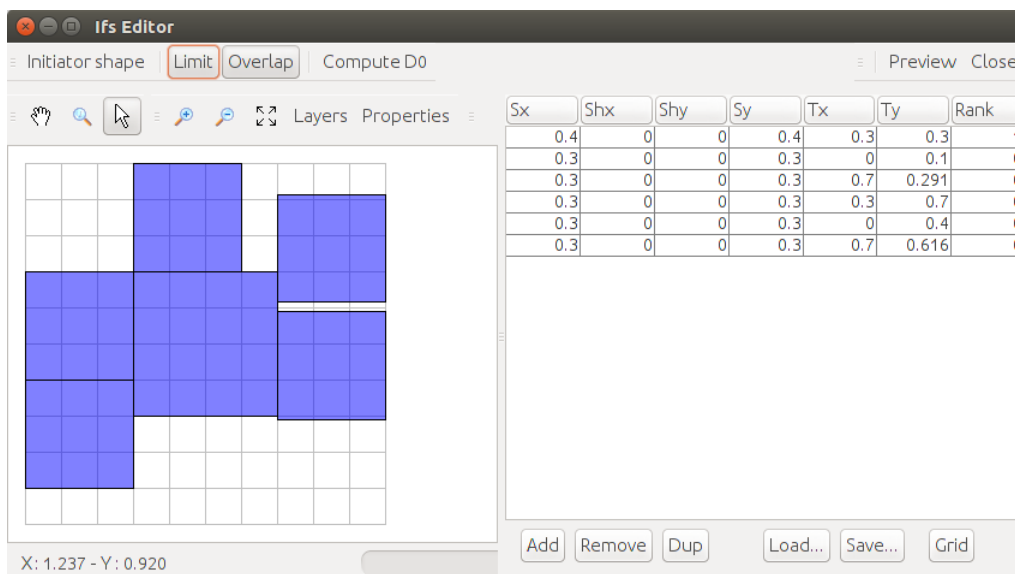 Ifs Editor
Initiator shape Limit Overlap Compute D0 Preview Close
Layers Properties
Sx Shx Shy Sy Tx Ty Rank
0.4 0 0 0.4 0.3 0.3
0.3 0 0 0.3 0 0.1
0.3 0 0 0.3 0.7 0.291
0.3 0 0 0.3 0.3 0.7
0.3 0 0 0.3 0 0.4
0.3 0 0 0.3 0.7 0.616
Add Remove Dup Load... Save... Grid
X: 1.237 - Y: 0.920